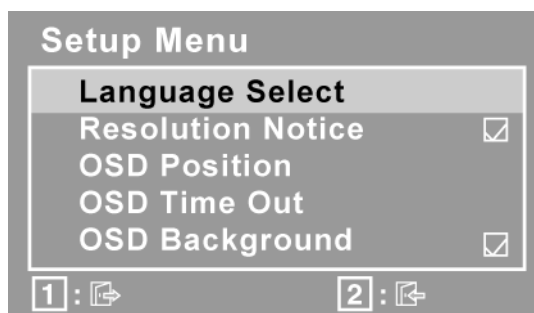 Setup Menu
Language Select
Resolution Notice
OSD Position
OSD Time Out
OSD Background
1 : 2 :